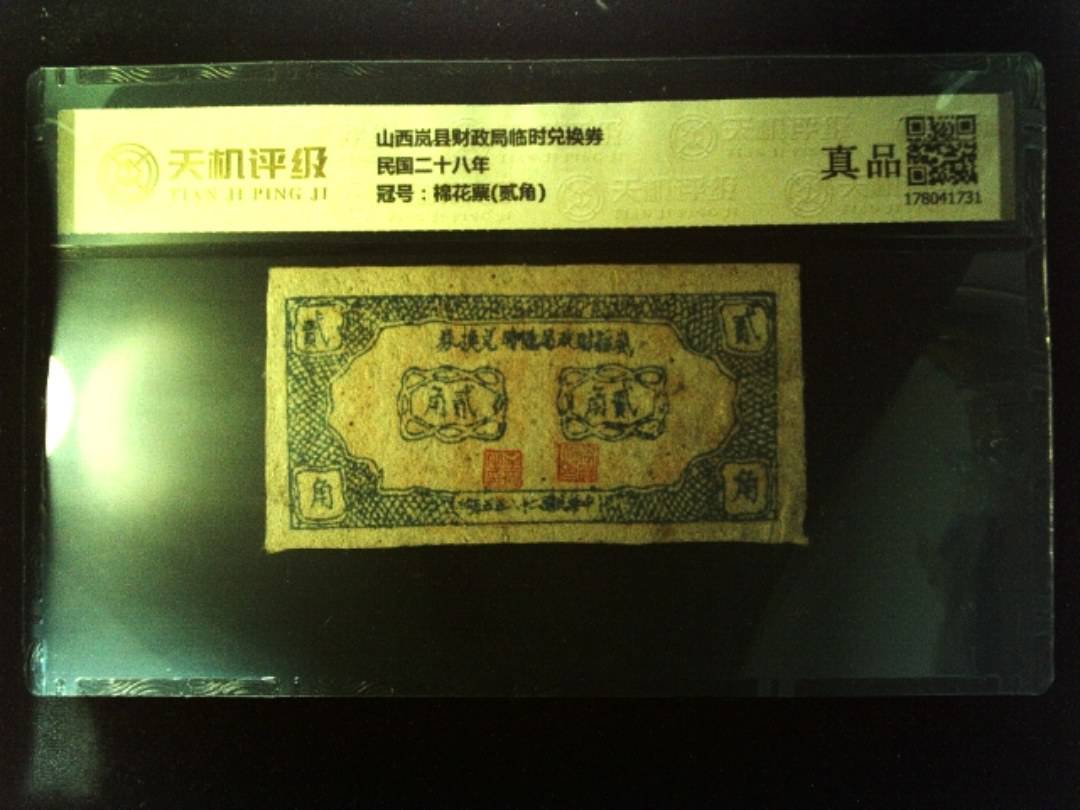 天机评级
TIAN JI PING JI
山西岚县财政局临时兑换券
民国二十八年
冠号：棉花票(贰角)
真品
178041731
贰
贰
券换兑时临局政财
角贰
角贰
角
角